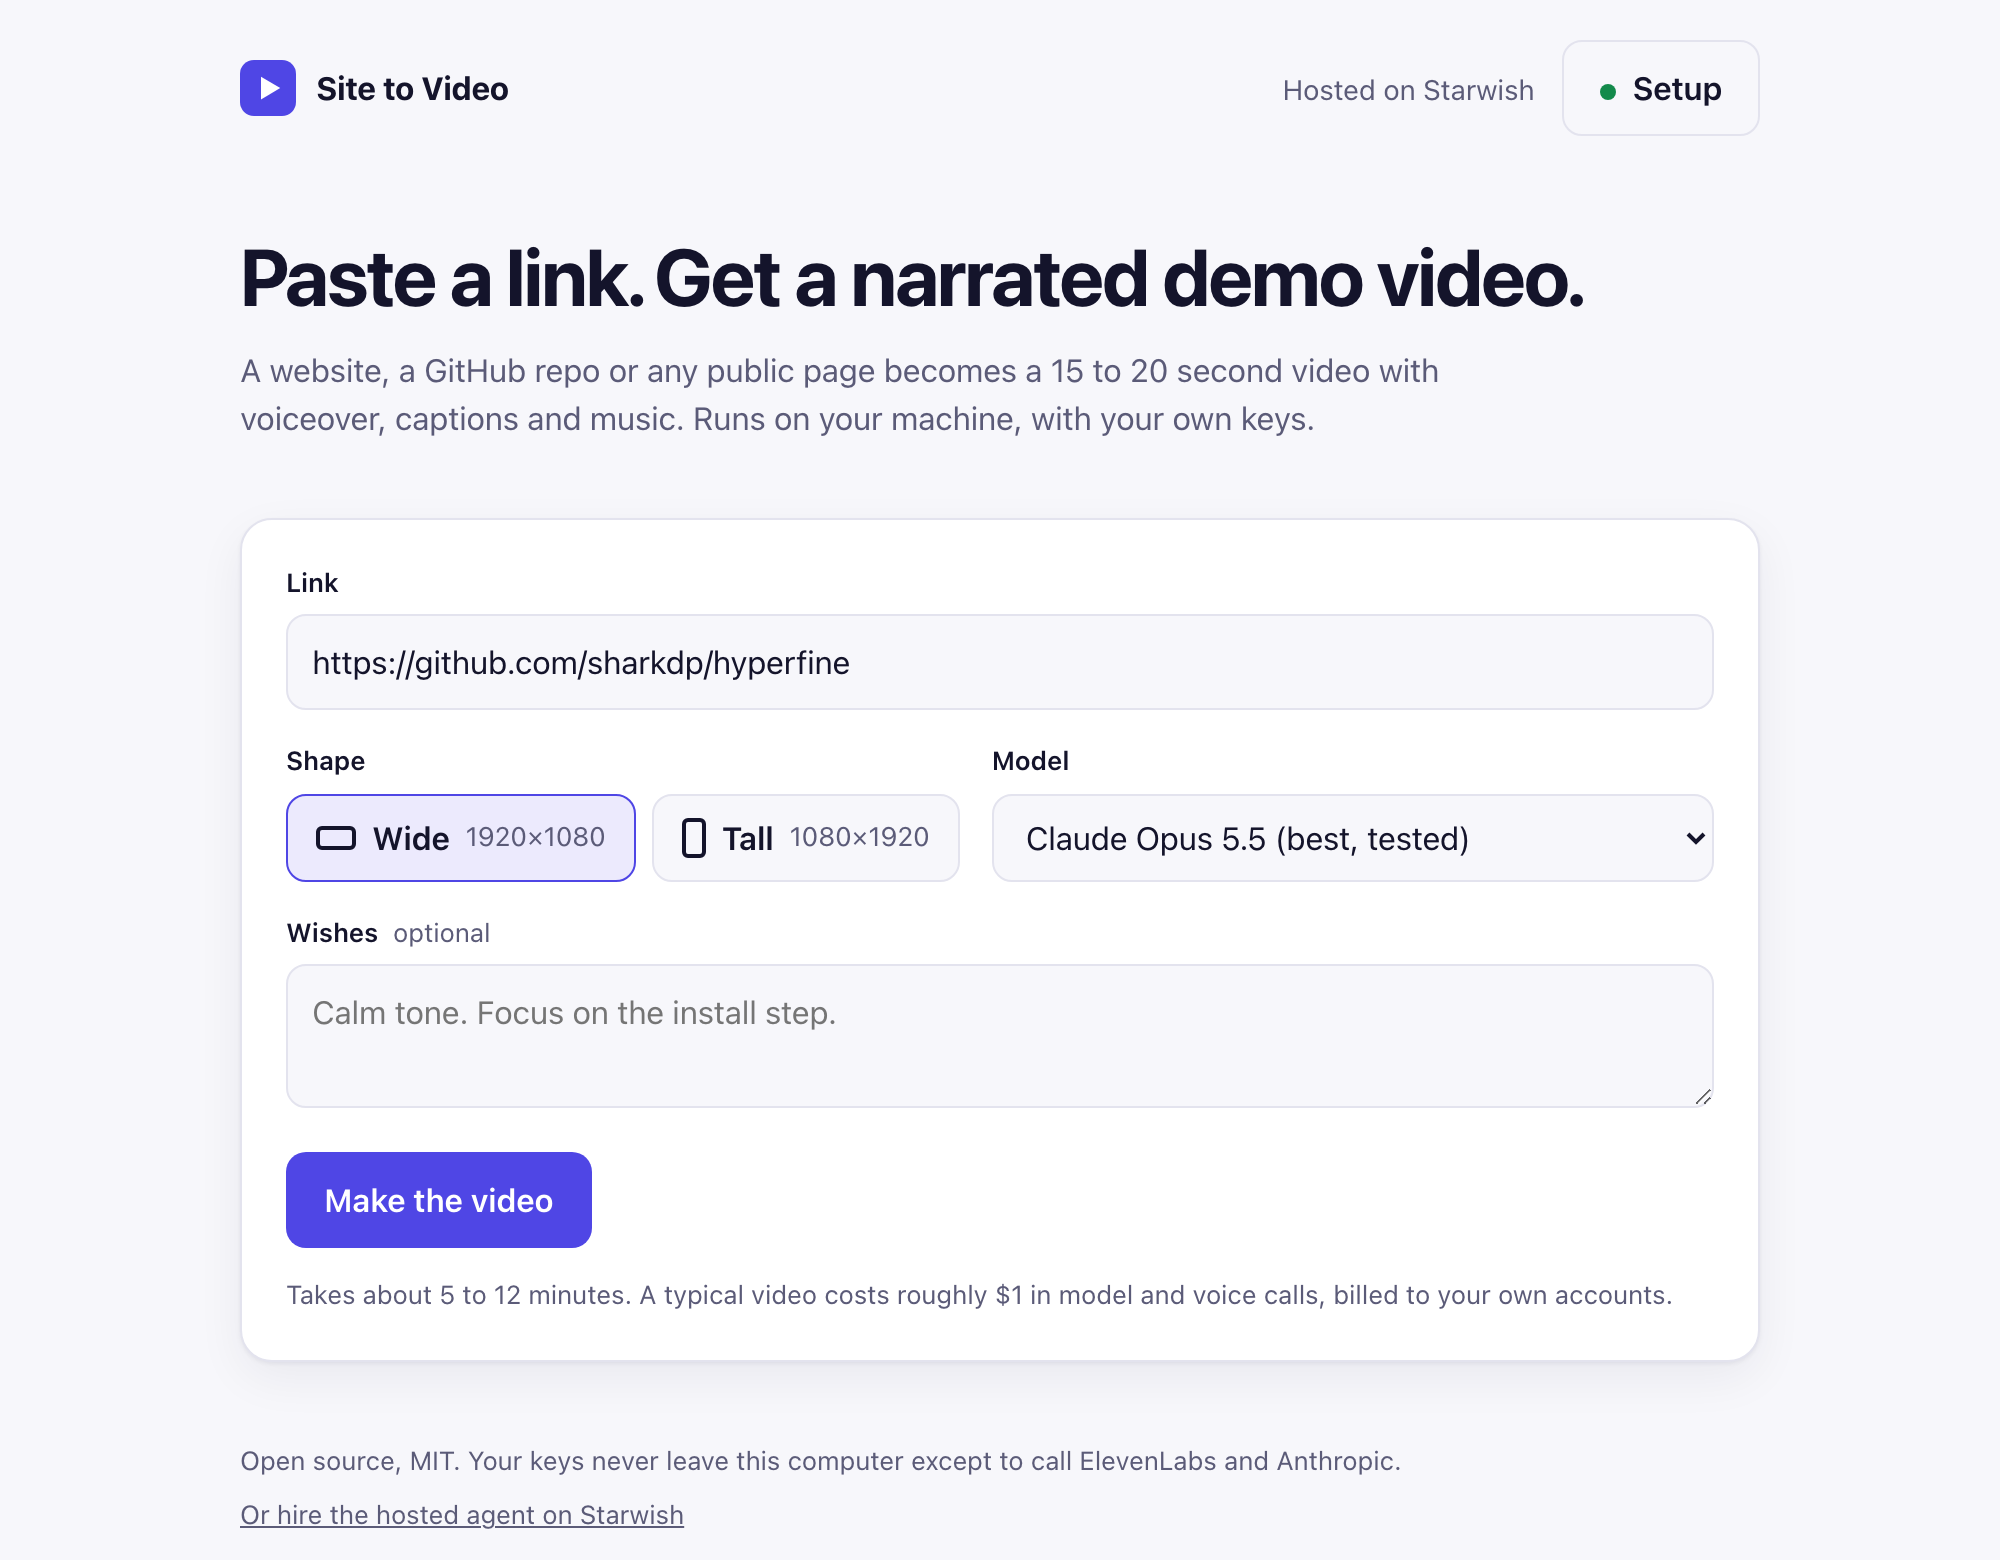 Site to Video
Hosted on Starwish
Setup
Paste a link. Get a narrated demo video.
A website, a GitHub repo or any public page becomes a 15 to 20 second video with
voiceover, captions and music. Runs on your machine, with your own keys.
Link
https://github.com/sharkdp/hyperfine
Shape
Model
Wide 1920×1080
Tall 1080×1920
Claude Opus 5.5 (best, tested)
Wishes optional
Calm tone. Focus on the install step.
Make the video
Takes about 5 to 12 minutes. A typical video costs roughly $1 in model and voice calls, billed to your own accounts.
Open source, MIT. Your keys never leave this computer except to call ElevenLabs and Anthropic.
Or hire the hosted agent on Starwish